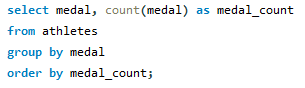 select medal, count(medal) as medal_count
from athletes
group by medal
order by medal_count;